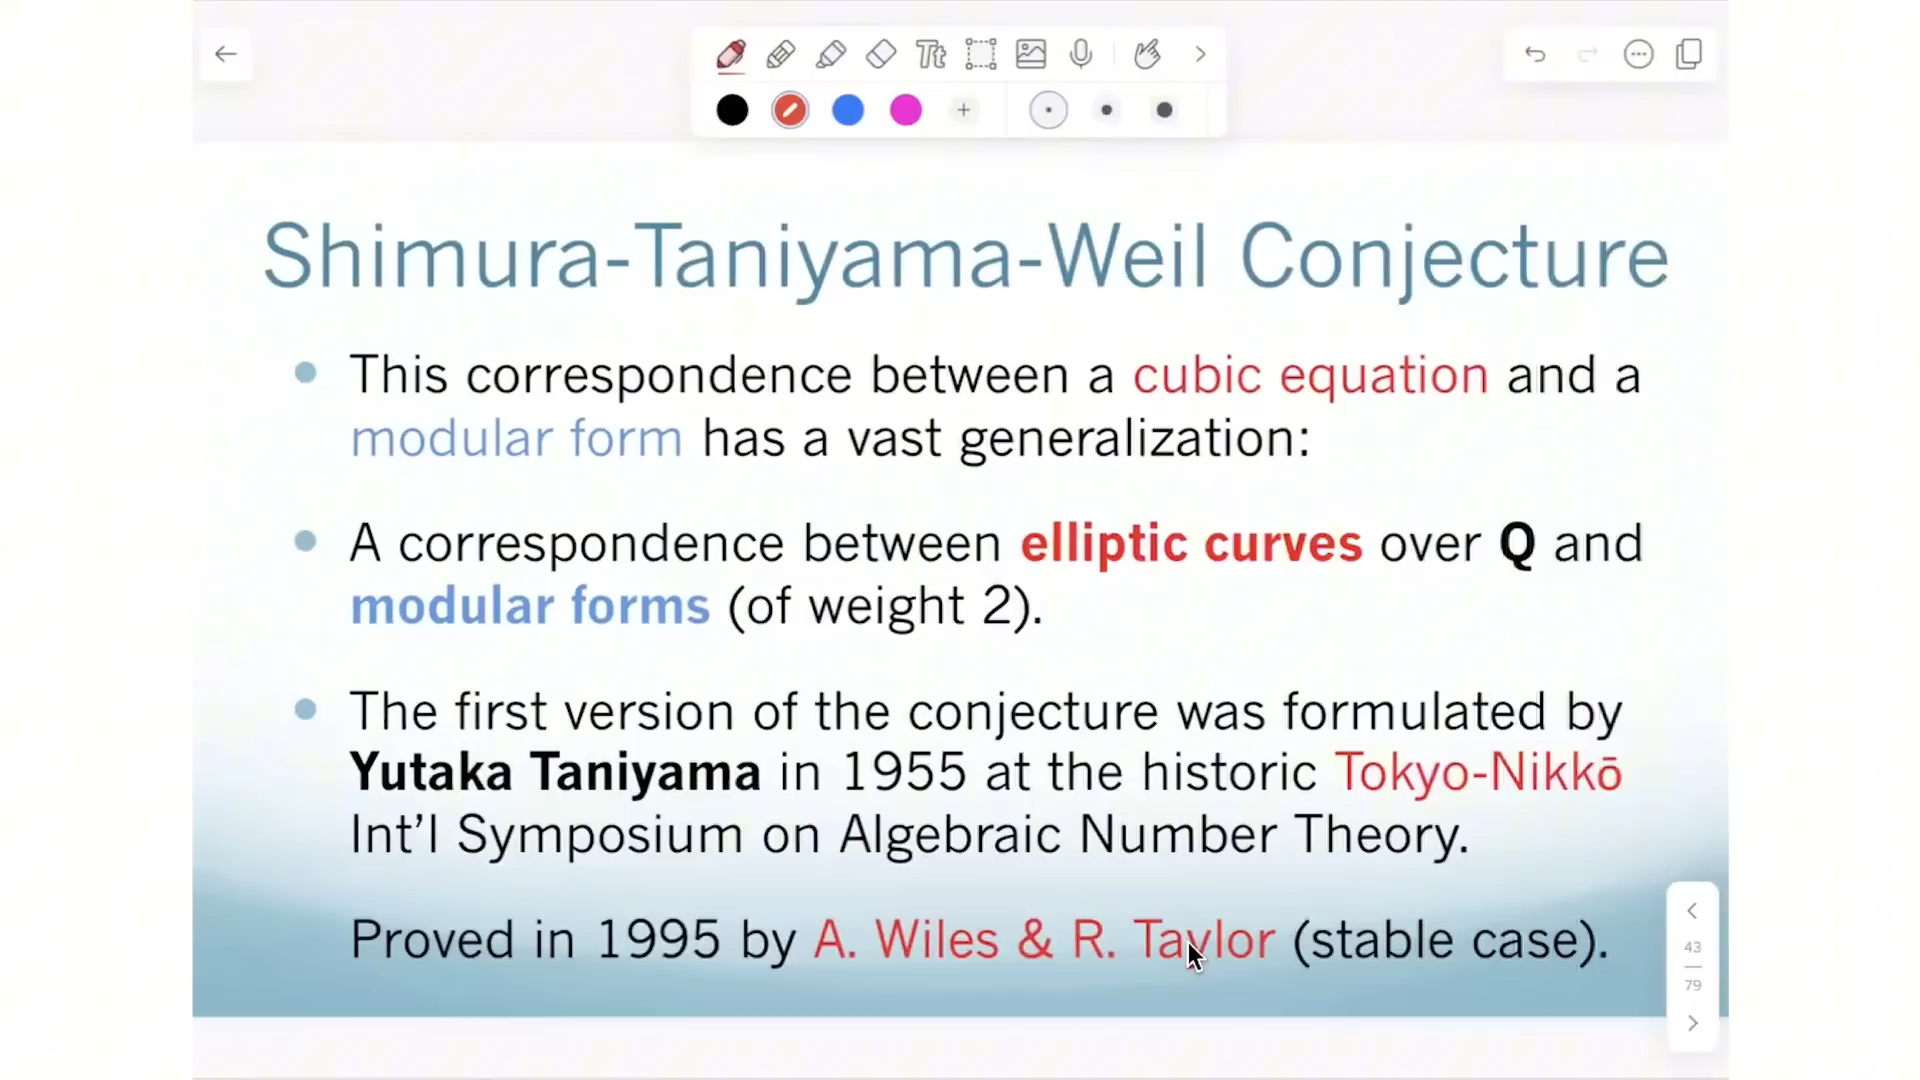 Tt
Shimura-Taniyama-Weil Conjecture
This correspondence between a cubic equation and a
modular form has a vast generalization:
A correspondence between elliptic curves over Q and
modular forms (of weight 2).
The first version of the conjecture was formulated by
Yutaka Taniyama in 1955 at the historic Tokyo-Nikkō
Int'l Symposium on Algebraic Number Theory.
Proved in 1995 by A. Wiles & R. Taylor (stable case).
43
79